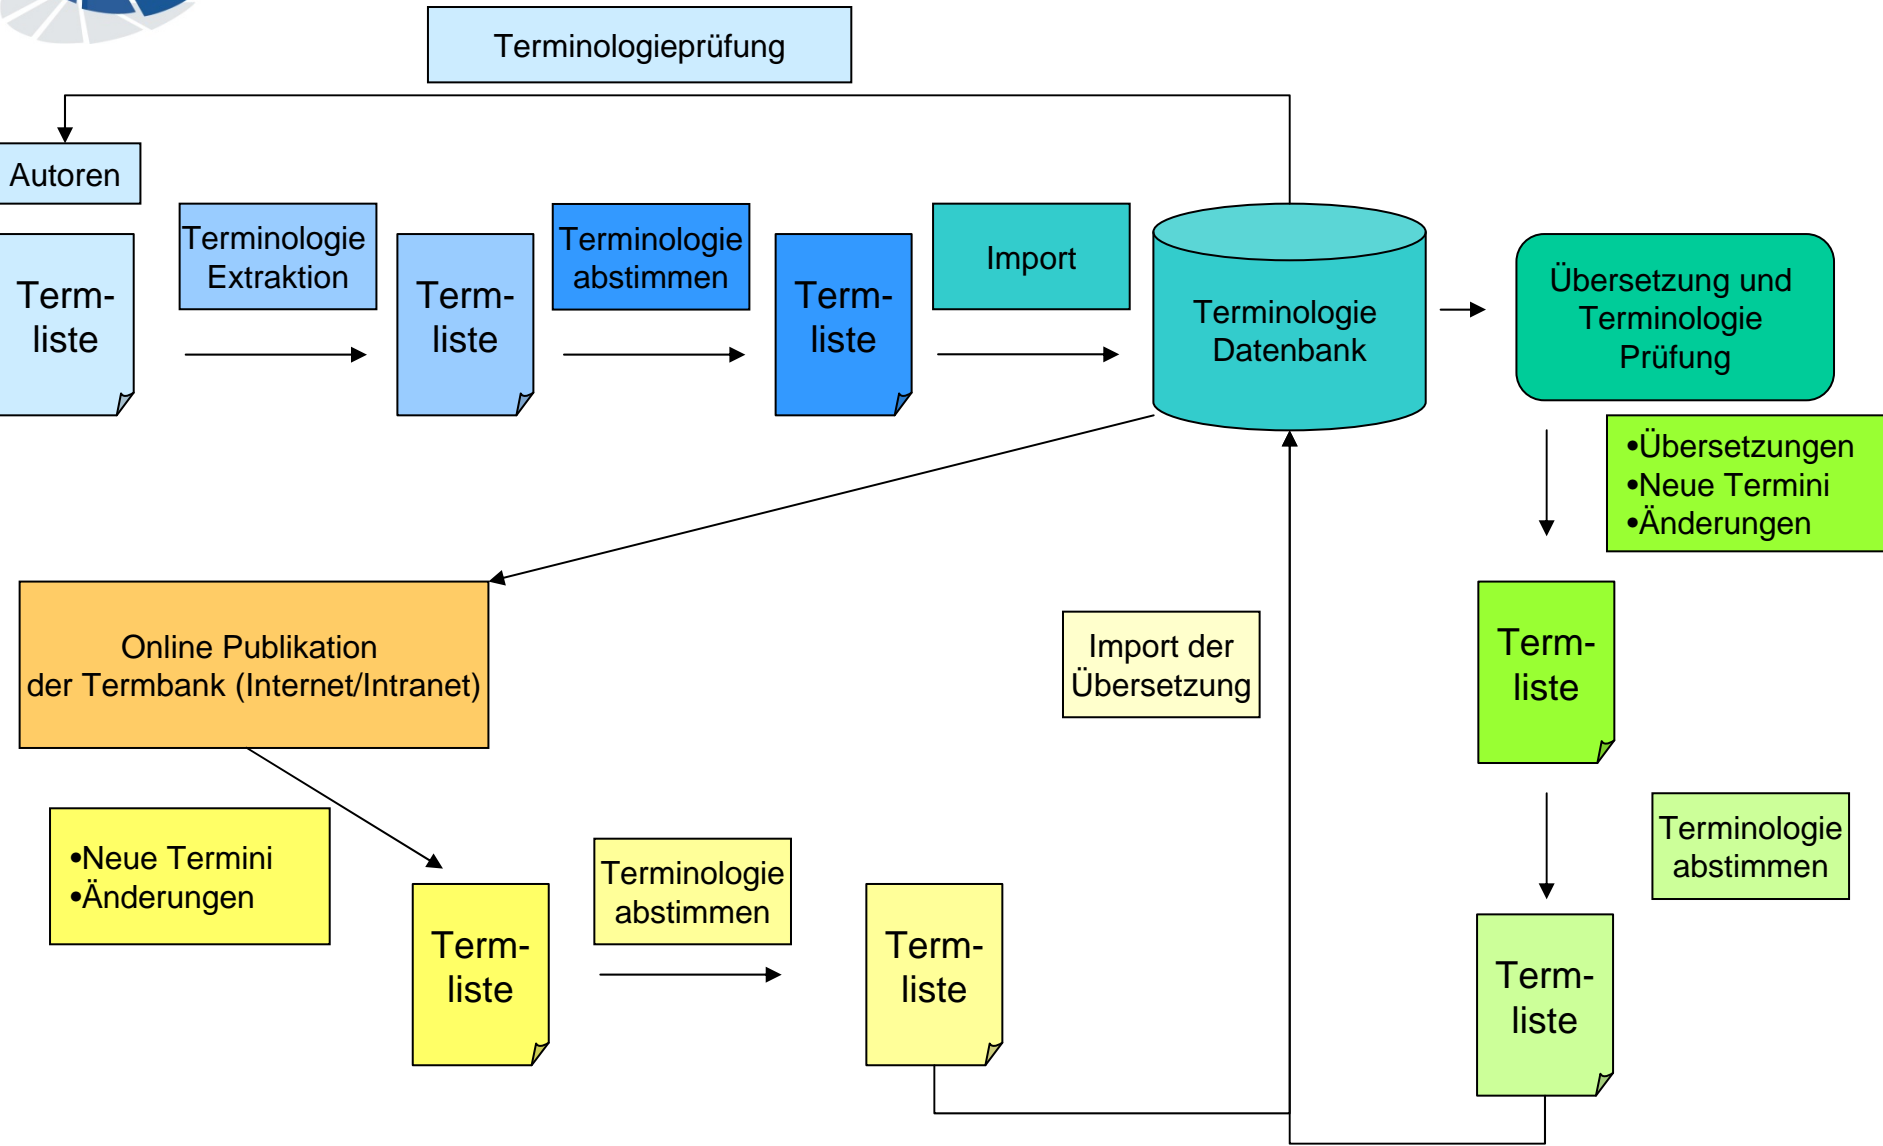 Terminologieprüfung
Autoren
Term-
liste
Terminologie
Extraktion
Term-
liste
Terminologie
abstimmen
Term-
liste
Import
Terminologie
Datenbank
Übersetzung und
Terminologie
Prüfung
•Übersetzungen
•Neue Termini
•Änderungen
Online Publikation
der Termbank (Internet/Intranet)
Import der
Übersetzung
Term-
liste
•Neue Termini
•Änderungen
Term-
liste
Terminologie
abstimmen
Term-
liste
Terminologie
abstimmen
Term-
liste